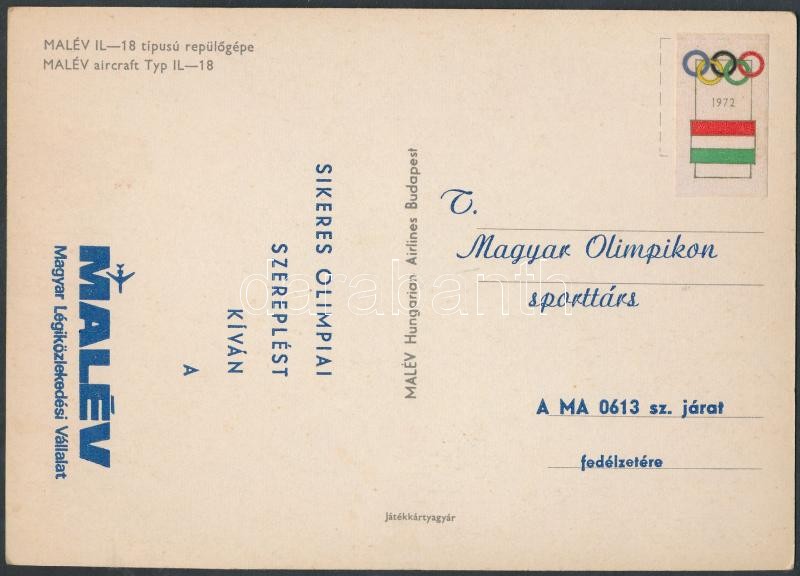 MALÉV IL—18 típusú repülőgépe
MALÉV aircraft Typ IL—18
1972
SIKERES OLIMPIAI
SZEREPLÉST
KÍVÁN
A
MALÉV
Magyar Légiközlekedési Vállalat
MALÉV Hungarian Airlines Budapest
T.
Magyar Olimpikon
sporttárs
A MA 0613 sz. járat
fedélzetére
Játékkártyagyár
darabanth